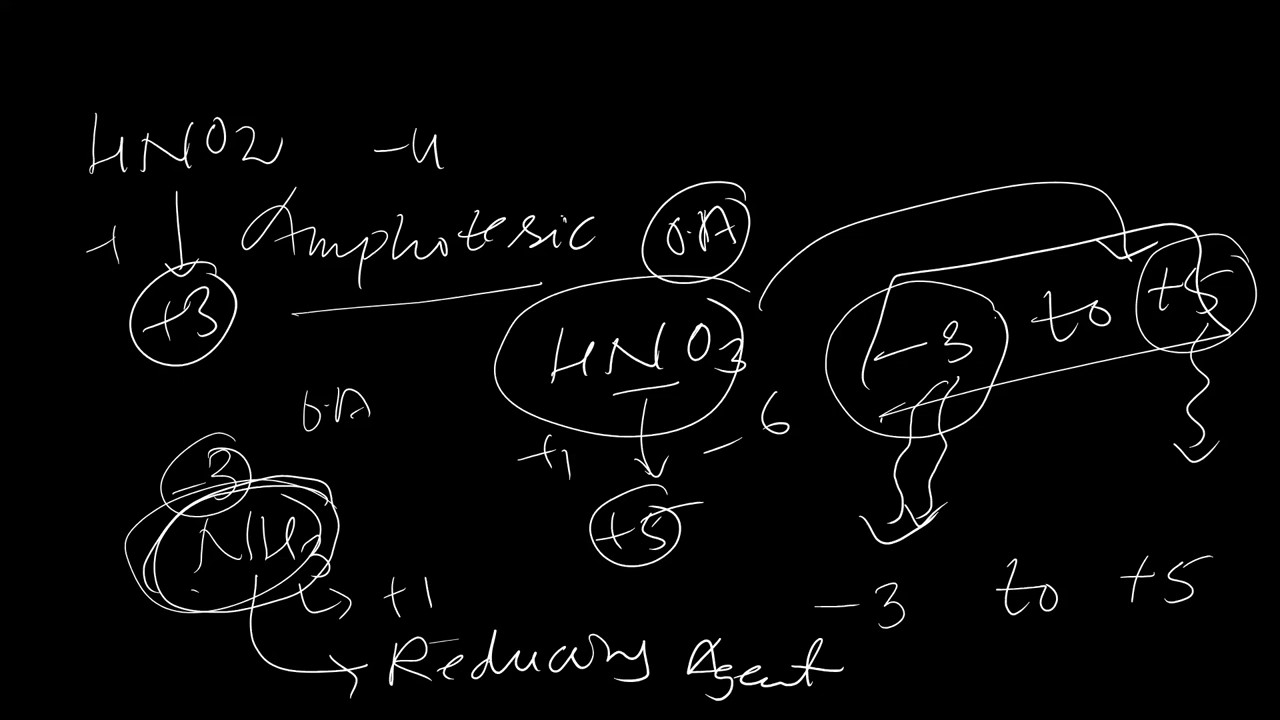 HNO2 -4
+ Amphoteric O.A
+3
HNO3 -3 to +5
O.A
+1 -6
-3
NH3 +5
+1 -3 to +5
Reducing Agent